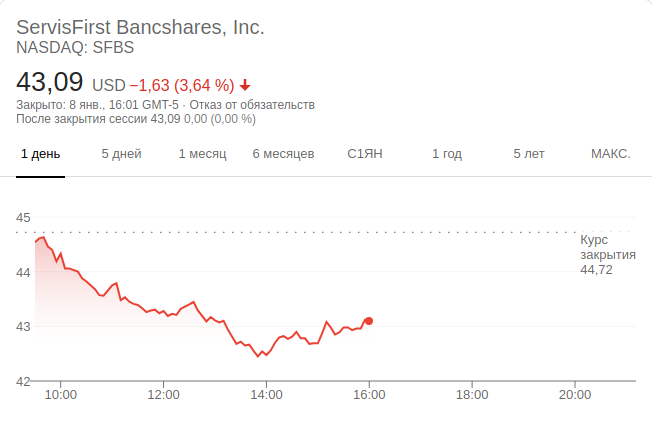 ServisFirst Bancshares, Inc.
NASDAQ: SFBS
43,09 USD −1,63 (3,64 %)
Закрыто: 8 янв., 16:01 GMT-5 · Отказ от обязательств
После закрытия сессии 43,09 0,00 (0,00 %)
1 день 5 дней 1 месяц 6 месяцев С1ЯН 1 год 5 лет МАКС.
45
Курс
закрытия
44,72
44
43
42
10:00 12:00 14:00 16:00 18:00 20:00